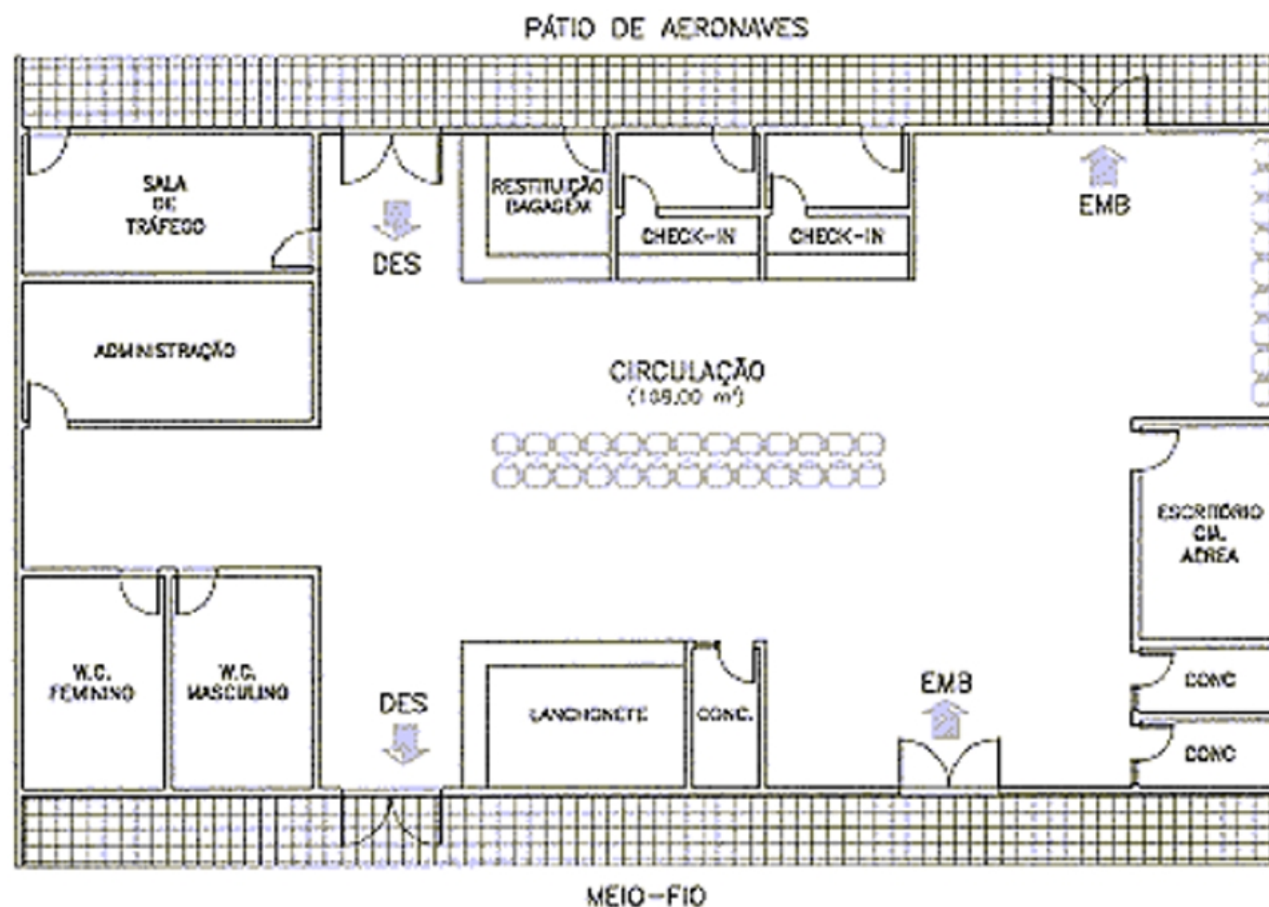 PÁTIO DE AERONAVES
SALA
DE
TRÁFEGO
DES
RESTITUIÇÃO
BAGAGEM
CHECK-IN
CHECK-IN
EMB
ADMINISTRAÇÃO
CIRCULAÇÃO
ESCRITÓRIO
CIA.
AÉREA
W.C.
FEMININO
W.C.
MASCULINO
DES
LANCHONETE
CONC.
EMB
CONC
CONC
MEIO-FIO